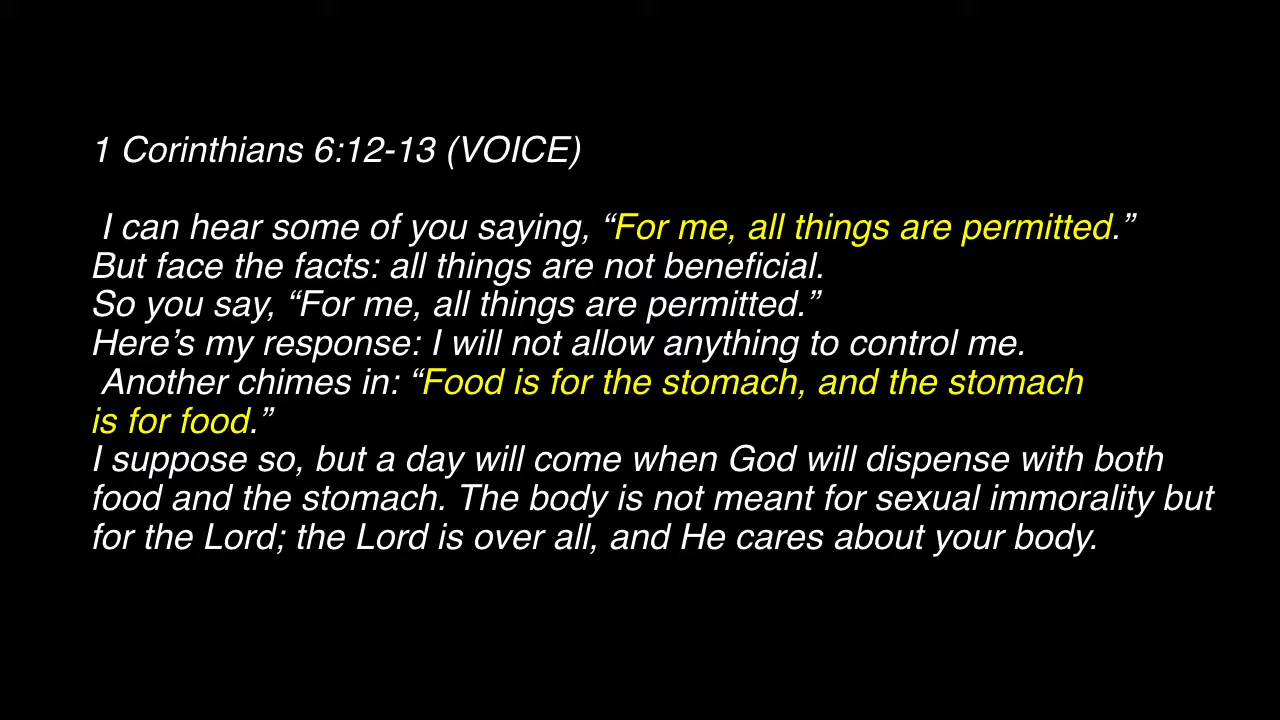 1 Corinthians 6:12-13 (VOICE)
I can hear some of you saying, “For me, all things are permitted.”
But face the facts: all things are not beneficial.
So you say, “For me, all things are permitted.”
Here’s my response: I will not allow anything to control me.
Another chimes in: “Food is for the stomach, and the stomach
is for food.”
I suppose so, but a day will come when God will dispense with both
food and the stomach. The body is not meant for sexual immorality but
for the Lord; the Lord is over all, and He cares about your body.